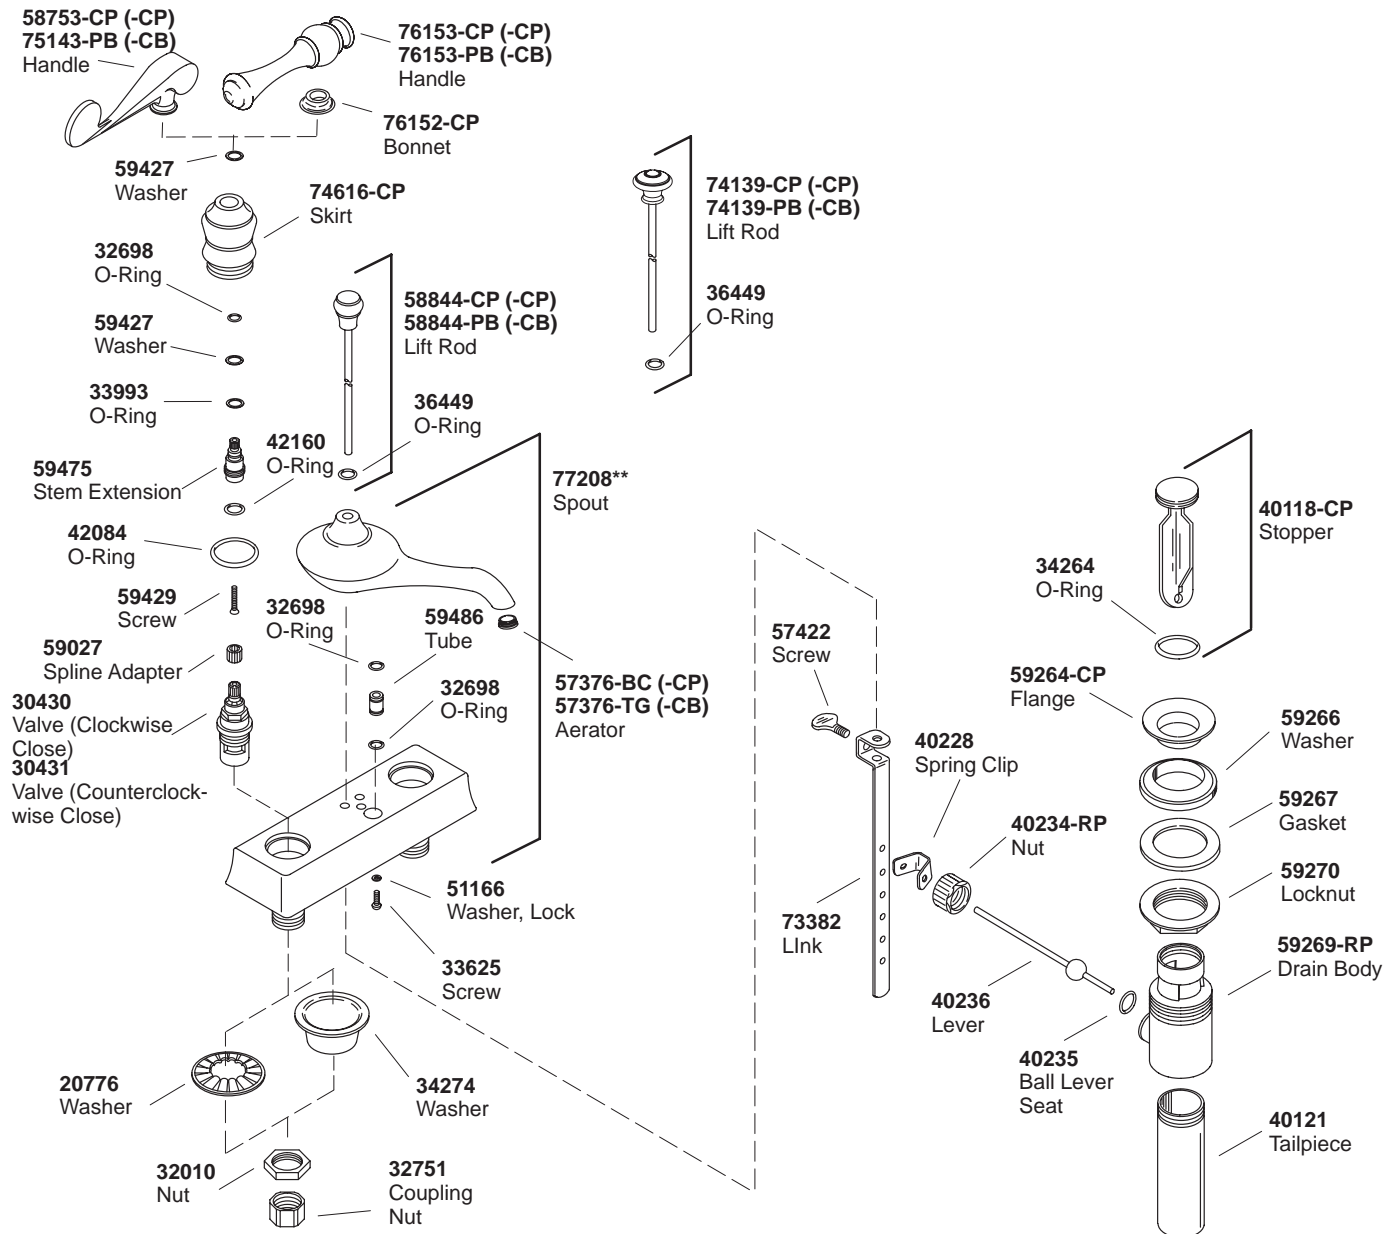 58753-CP (-CP)
75143-PB (-CB)
Handle
76153-CP (-CP)
76153-PB (-CB)
Handle
76152-CP
Bonnet
59427
Washer
74616-CP
Skirt
32698
O-Ring
59427
Washer
33993
O-Ring
59475
Stem Extension
42160
O-Ring
42084
O-Ring
59429
Screw
59027
Spline Adapter
30430
Valve (Clockwise
Close)
30431
Valve (Counterclock-
wise Close)
58844-CP (-CP)
58844-PB (-CB)
Lift Rod
36449
O-Ring
74139-CP (-CP)
74139-PB (-CB)
Lift Rod
36449
O-Ring
77208**
Spout
32698
O-Ring
59486
Tube
32698
O-Ring
57376-BC (-CP)
57376-TG (-CB)
Aerator
51166
Washer, Lock
33625
Screw
20776
Washer
34274
Washer
32010
Nut
32751
Coupling
Nut
57422
Screw
40228
Spring Clip
40234-RP
Nut
73382
LInk
40236
Lever
40235
Ball Lever
Seat
40118-CP
Stopper
34264
O-Ring
59264-CP
Flange
59266
Washer
59267
Gasket
59270
Locknut
59269-RP
Drain Body
40121
Tailpiece